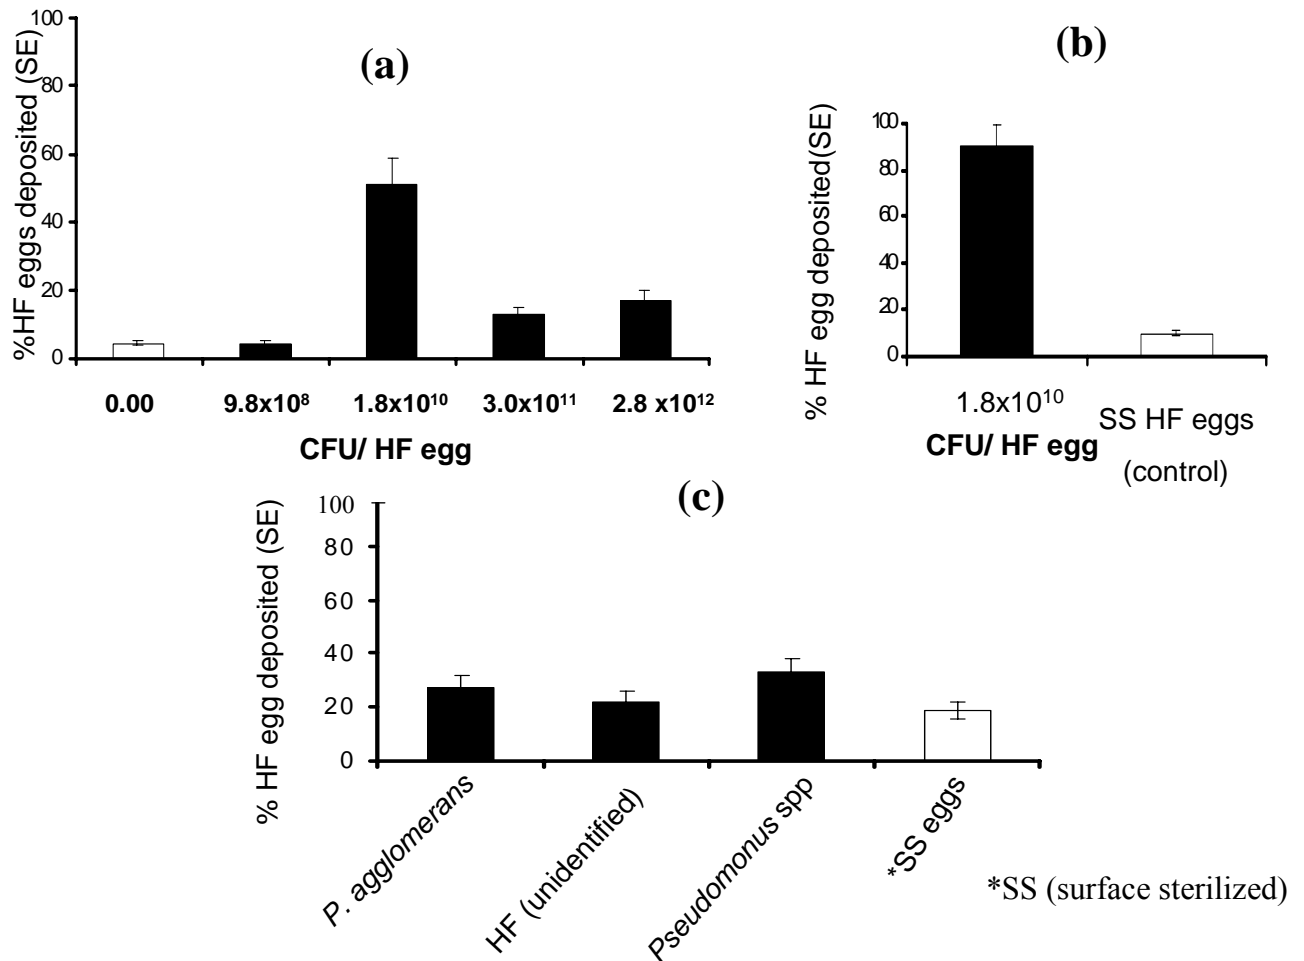 (a)
%HF eggs deposited (SE)
100
80
60
40
20
0
0.00 9.8x10⁸ 1.8x10¹⁰ 3.0x10¹¹ 2.8 x10¹²
CFU/ HF egg
(b)
% HF egg deposited(SE)
100
80
60
40
20
0
1.8x10¹⁰
CFU/ HF egg
SS HF eggs
(control)
(c)
% HF egg deposited (SE)
100
80
60
40
20
0
P. agglomerans
HF (unidentified)
Pseudomonus spp
*SS eggs
*SS (surface sterilized)